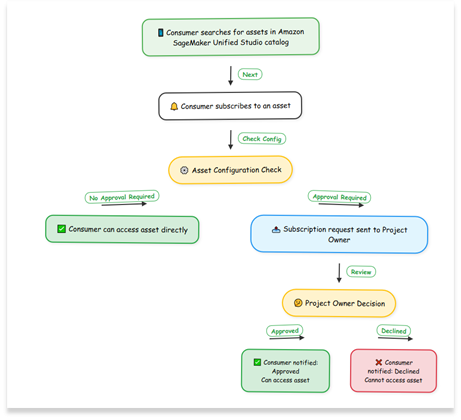 Consumer searches for assets in Amazon
SageMaker Unified Studio catalog
Next
Consumer subscribes to an asset
Check Config
Asset Configuration Check
No Approval Required
Approval Required
Consumer can access asset directly
Subscription request sent to Project
Owner
Review
Project Owner Decision
Approved
Declined
Consumer notified:
Approved
Can access asset
Consumer
notified: Declined
Cannot access asset